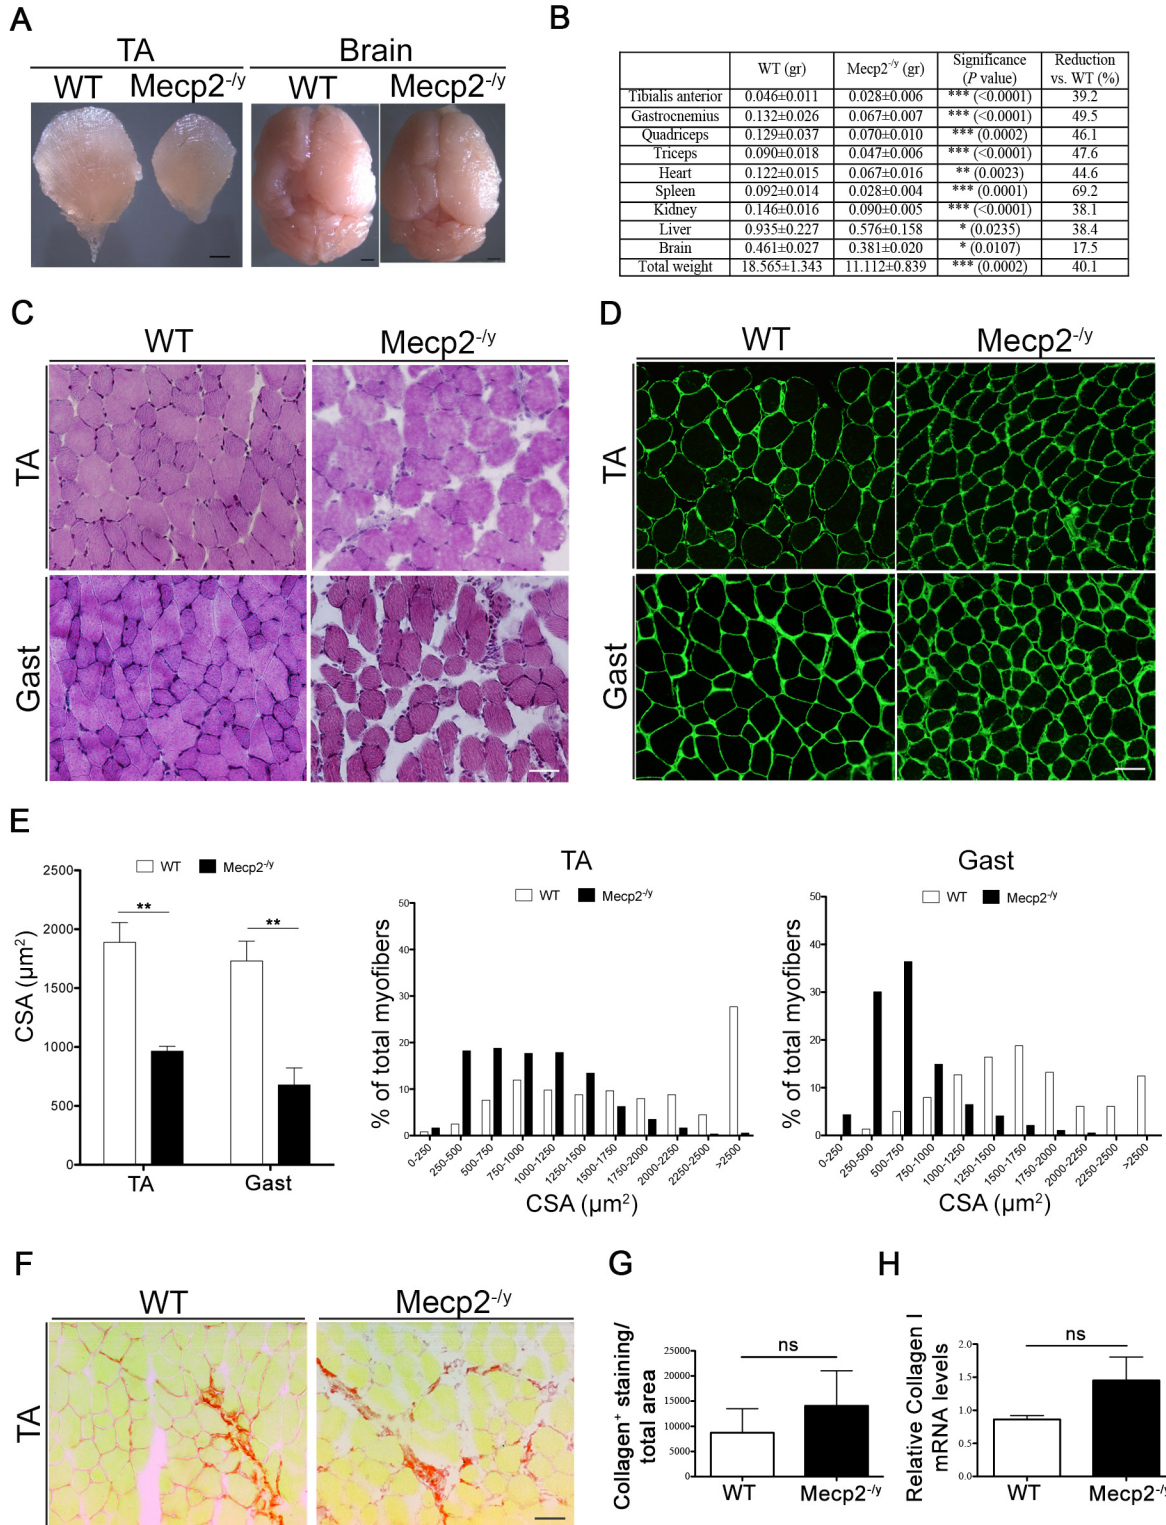 A
TA
Brain
WT
Mecp2-/y
WT
Mecp2-/y
B
WT (gr)
Mecp2-/y (gr)
Significance
(P value)
Reduction
vs. WT (%)
Tibialis anterior 0.046±0.011 0.028±0.006 *** (<0.0001) 39.2
Gastrocnemius 0.132±0.026 0.067±0.007 *** (<0.0001) 49.5
Quadriceps 0.129±0.037 0.070±0.010 *** (0.0002) 46.1
Triceps 0.090±0.018 0.047±0.006 *** (<0.0001) 47.6
Heart 0.122±0.015 0.067±0.016 ** (0.0023) 44.6
Spleen 0.092±0.014 0.028±0.004 *** (0.0001) 69.2
Kidney 0.146±0.016 0.090±0.005 *** (<0.0001) 38.1
Liver 0.935±0.227 0.576±0.158 * (0.0235) 38.4
Brain 0.461±0.027 0.381±0.020 * (0.0107) 17.5
Total weight 18.565±1.343 11.112±0.839 *** (0.0002) 40.1
C
WT
Mecp2-/y
TA
Gast
D
WT
Mecp2-/y
TA
Gast
E
WT
Mecp2-/y
CSA (µm2)
2500
2000
1500
1000
500
0
**
**
TA
Gast
TA
WT
Mecp2-/y
% of total myofibers
50
40
30
20
10
0
0-250
250-500
500-750
750-1000
1000-1250
1250-1500
1500-1750
1750-2000
2000-2250
2250-2500
>2500
CSA (µm2)
Gast
WT
Mecp2-/y
% of total myofibers
50
40
30
20
10
0
0-250
250-500
500-750
750-1000
1000-1250
1250-1500
1500-1750
1750-2000
2000-2250
2250-2500
>2500
CSA (µm2)
F
WT
Mecp2-/y
TA
G
Collagen+ staining/
total area
25000
20000
15000
10000
5000
0
ns
WT
Mecp2-/y
H
Relative Collagen I
mRNA levels
2.0
1.5
1.0
0.5
0.0
ns
WT
Mecp2-/y